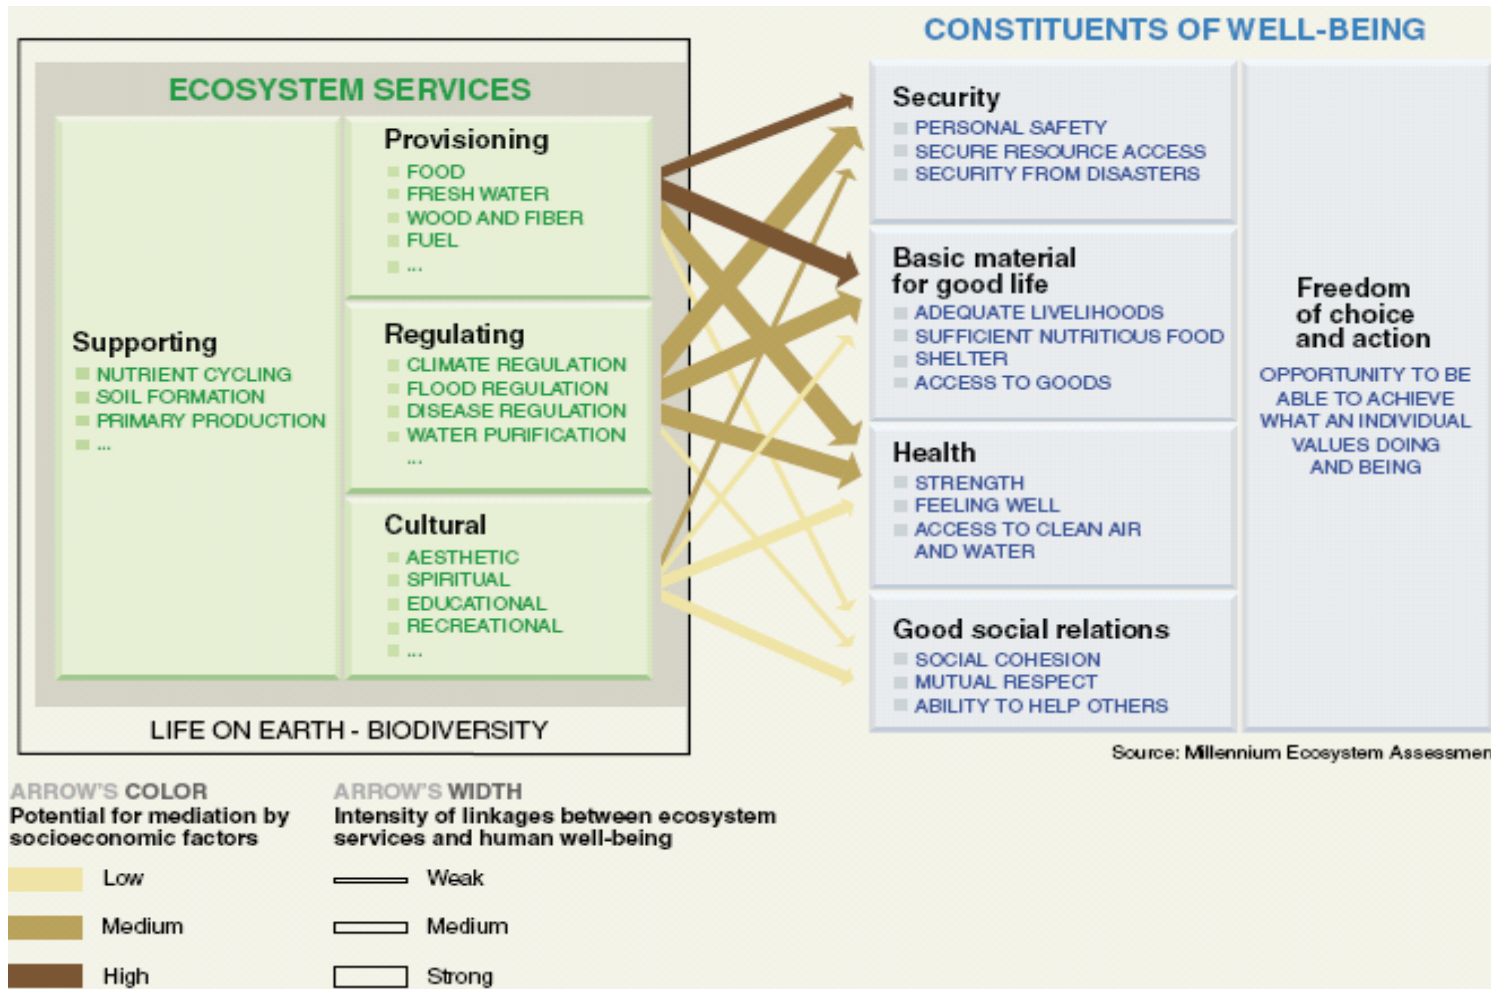 CONSTITUENTS OF WELL-BEING
ECOSYSTEM SERVICES
Supporting
NUTRIENT CYCLING
SOIL FORMATION
PRIMARY PRODUCTION
...
Provisioning
FOOD
FRESH WATER
WOOD AND FIBER
FUEL
...
Regulating
CLIMATE REGULATION
FLOOD REGULATION
DISEASE REGULATION
WATER PURIFICATION
...
Cultural
AESTHETIC
SPIRITUAL
EDUCATIONAL
RECREATIONAL
...
LIFE ON EARTH - BIODIVERSITY
Security
PERSONAL SAFETY
SECURE RESOURCE ACCESS
SECURITY FROM DISASTERS
Basic material
for good life
ADEQUATE LIVELIHOODS
SUFFICIENT NUTRITIOUS FOOD
SHELTER
ACCESS TO GOODS
Health
STRENGTH
FEELING WELL
ACCESS TO CLEAN AIR
AND WATER
Good social relations
SOCIAL COHESION
MUTUAL RESPECT
ABILITY TO HELP OTHERS
Freedom
of choice
and action
OPPORTUNITY TO BE
ABLE TO ACHIEVE
WHAT AN INDIVIDUAL
VALUES DOING
AND BEING
Source: Millennium Ecosystem Assessmen
ARROW'S COLOR
Potential for mediation by
socioeconomic factors
Low
Medium
High
ARROW'S WIDTH
Intensity of linkages between ecosystem
services and human well-being
Weak
Medium
Strong